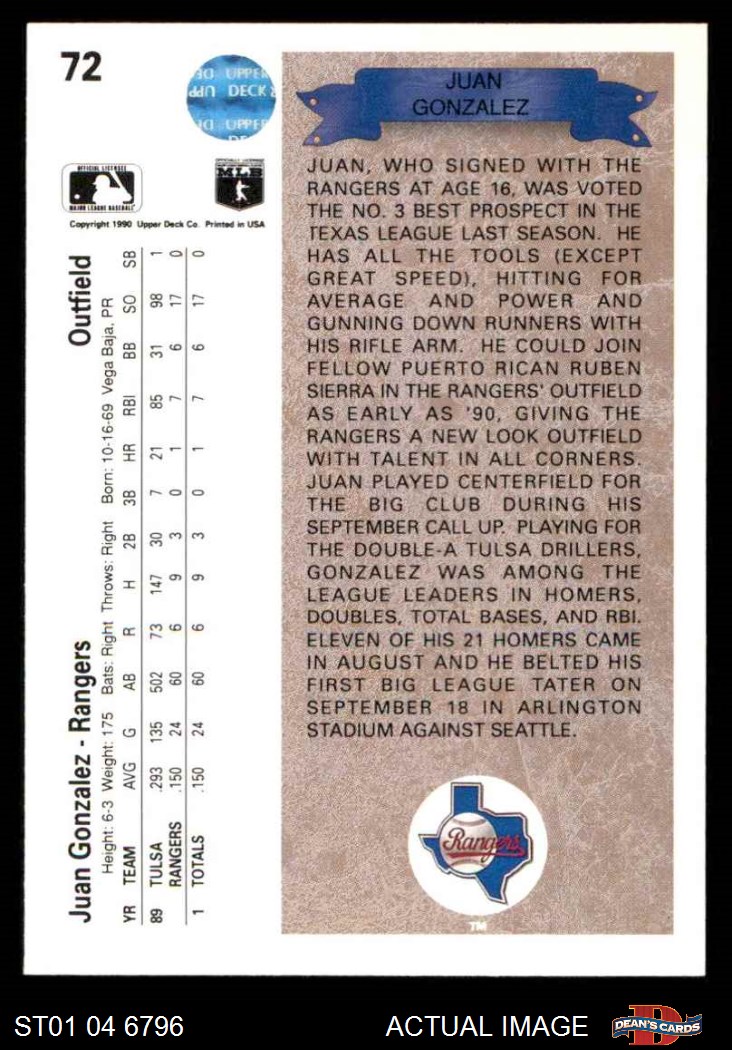 72
UPPER DE
UPPER DECK
UPPER
OFFICIAL LICENSEE
MAJOR LEAGUE BASEBALL
MLB
Copyright 1990 Upper Deck Co. Printed in USA
Juan Gonzalez - Rangers Outfield
Height: 6-3 Weight: 175 Bats: Right Throws: Right Born: 10-16-69 Vega Baja, PR
YR TEAM AVG G AB R H 2B 3B HR RBI BB SO SB
89 TULSA .293 135 502 73 147 30 7 21 85 31 98 1
RANGERS .150 24 60 6 9 3 0 1 7 6 17 0
1 TOTALS .150 24 60 6 9 3 0 1 7 6 17 0
JUAN
GONZALEZ
JUAN, WHO SIGNED WITH THE
RANGERS AT AGE 16, WAS VOTED
THE NO. 3 BEST PROSPECT IN THE
TEXAS LEAGUE LAST SEASON. HE
HAS ALL THE TOOLS (EXCEPT
GREAT SPEED), HITTING FOR
AVERAGE AND POWER AND
GUNNING DOWN RUNNERS WITH
HIS RIFLE ARM. HE COULD JOIN
FELLOW PUERTO RICAN RUBEN
SIERRA IN THE RANGERS' OUTFIELD
AS EARLY AS '90, GIVING THE
RANGERS A NEW LOOK OUTFIELD
WITH TALENT IN ALL CORNERS.
JUAN PLAYED CENTERFIELD FOR
THE BIG CLUB DURING HIS
SEPTEMBER CALL UP. PLAYING FOR
THE DOUBLE-A TULSA DRILLERS,
GONZALEZ WAS AMONG THE
LEAGUE LEADERS IN HOMERS,
DOUBLES, TOTAL BASES, AND RBI.
ELEVEN OF HIS 21 HOMERS CAME
IN AUGUST AND HE BELTED HIS
FIRST BIG LEAGUE TATER ON
SEPTEMBER 18 IN ARLINGTON
STADIUM AGAINST SEATTLE.
Rangers
TM
ST01 04 6796
ACTUAL IMAGE
D
DEAN'S CARDS